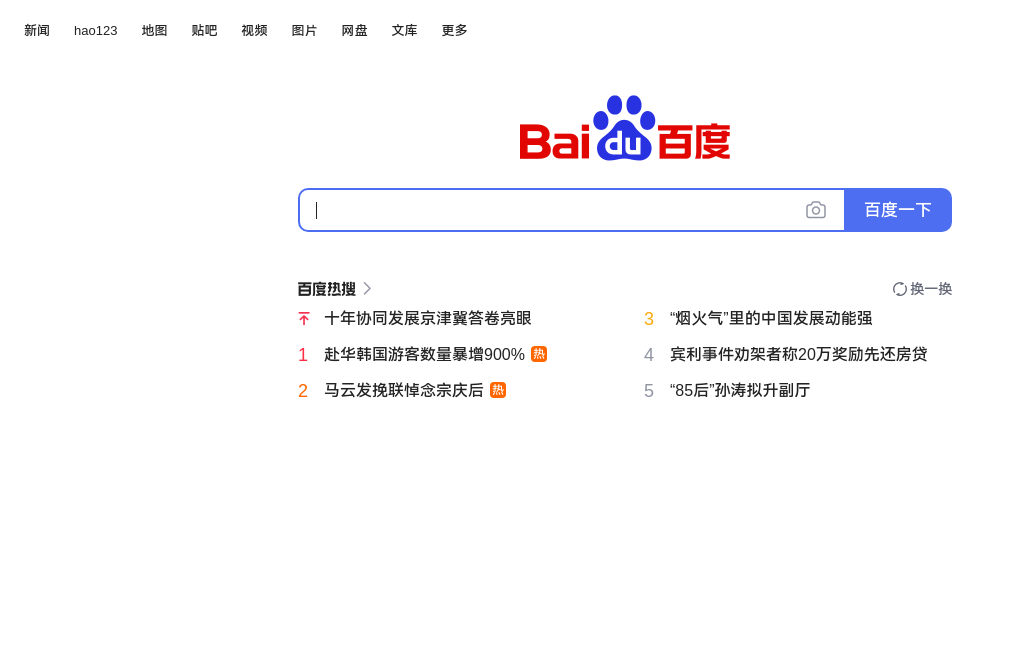 新闻 hao123 地图 贴吧 视频 图片 网盘 文库 更多
Bai du 百度
百度一下
百度热搜 换一换
十年协同发展京津冀答卷亮眼
1 赴华韩国游客数量暴增900% 热
2 马云发挽联悼念宗庆后 热
3 “烟火气”里的中国发展动能强
4 宾利事件劝架者称20万奖励先还房贷
5 “85后”孙涛拟升副厅